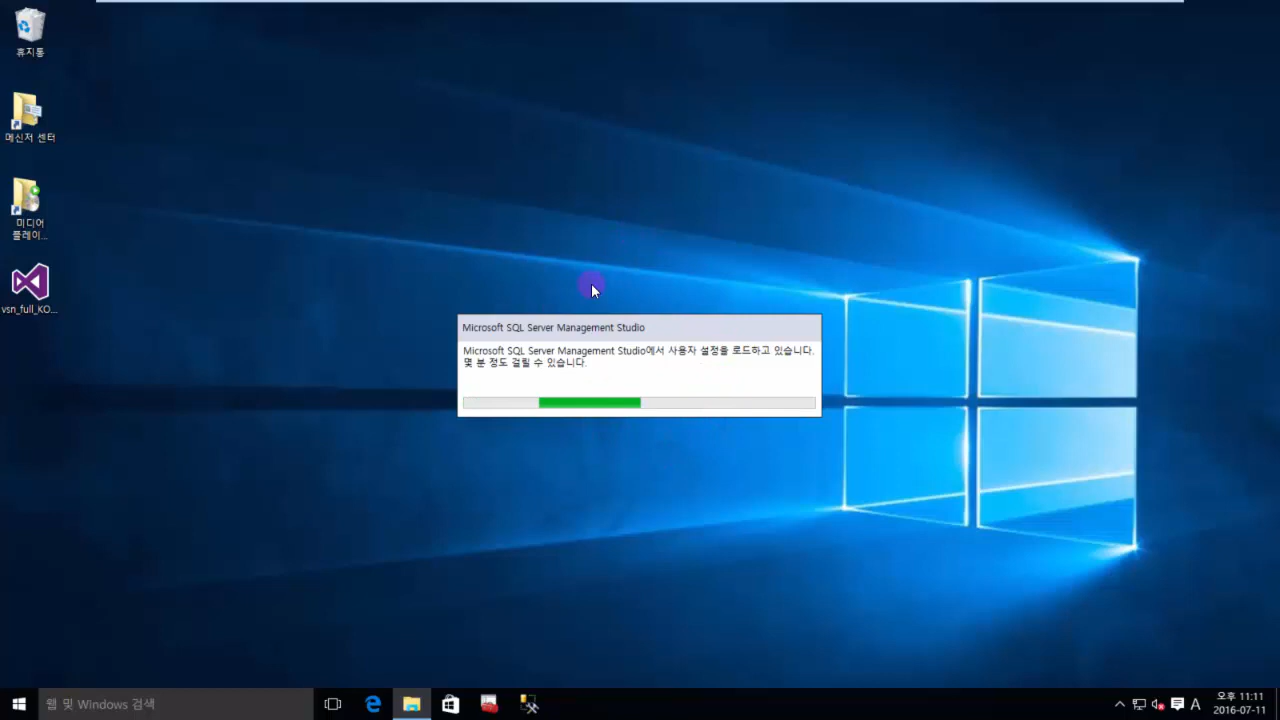 휴지통
메신저 센터
미디어
플레이...
vsn_full_KO...
Microsoft SQL Server Management Studio
Microsoft SQL Server Management Studio에서 사용자 설정을 로드하고 있습니다.
몇 분 정도 걸릴 수 있습니다.
웹 및 Windows 검색
A
오후 11:11
2016-07-11